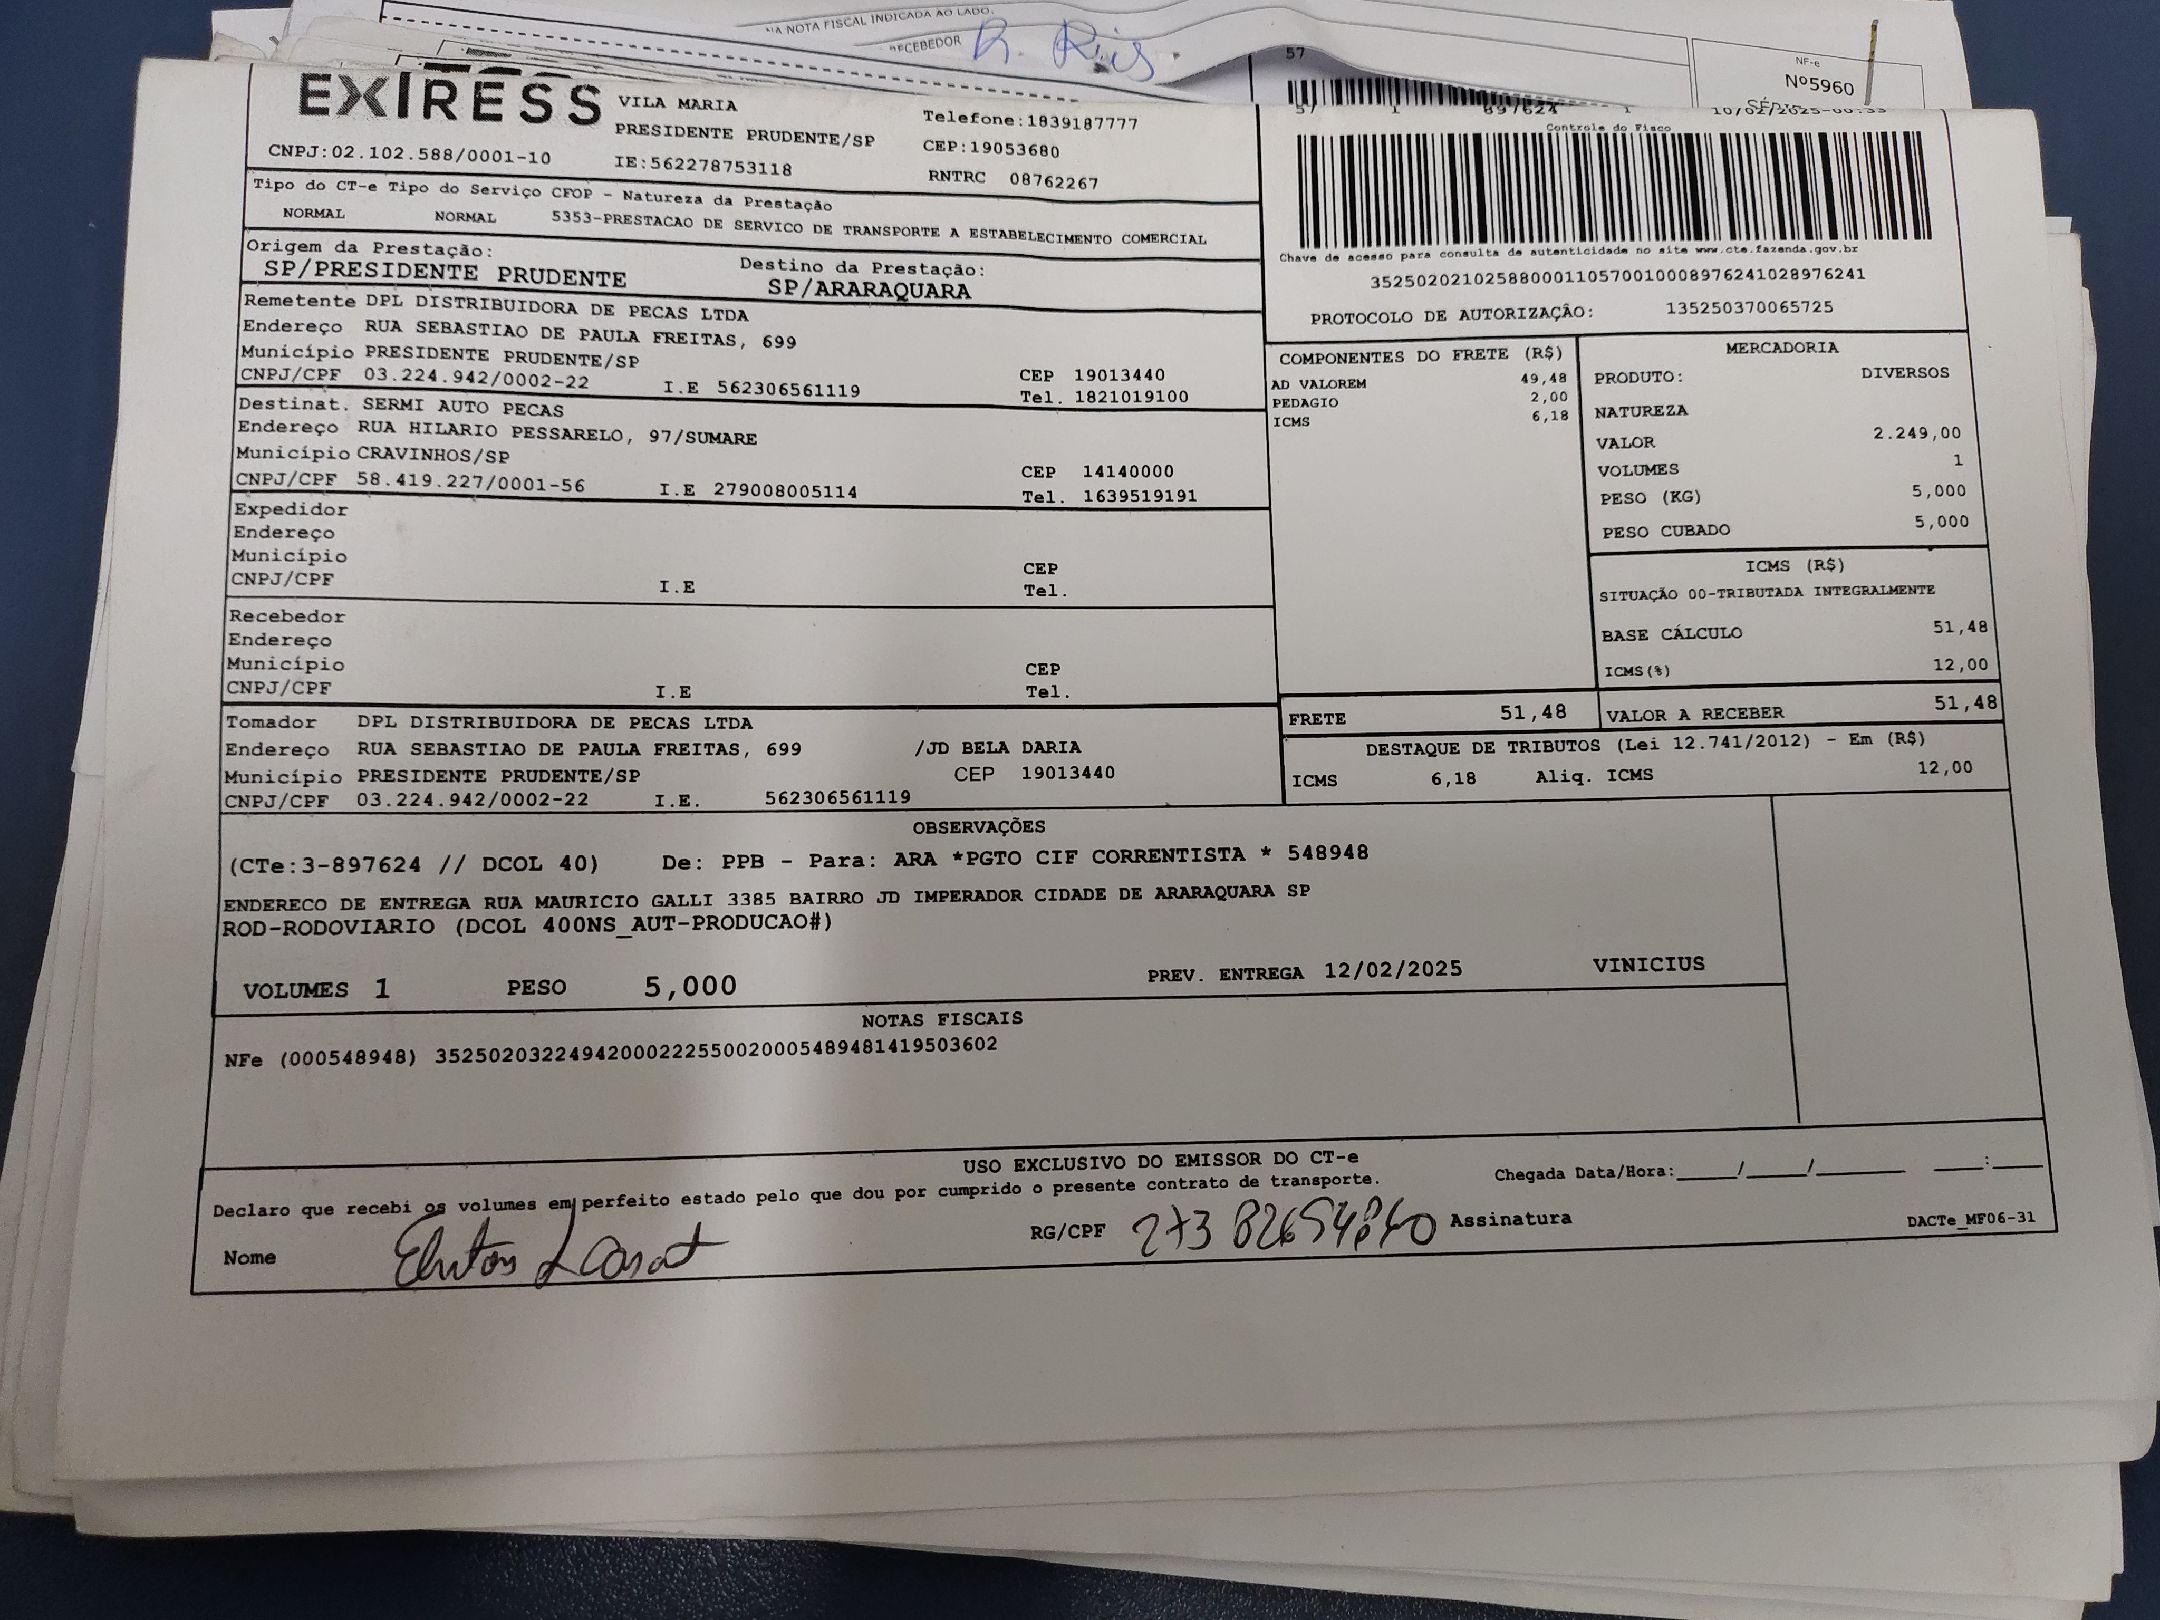 NOTA FISCAL INDICADA AO LADO.
RECEBEDOR R. Ruis
57
NF-e
Nº5960
SÉRIE
EXIRESS
VILA MARIA
PRESIDENTE PRUDENTE/SP
Telefone:1839187777
CEP:19053680
CNPJ:02.102.588/0001-10
IE:562278753118
RNTRC 08762267
57 1 897624 1 10/02/2025-00:33
Controle do Fisco
Chave de acesso para consulta de autenticidade no site www.cte.fazenda.gov.br
35250202102588000110570010008976241028976241
PROTOCOLO DE AUTORIZAÇÃO: 135250370065725
Tipo do CT-e Tipo do Serviço CFOP - Natureza da Prestação
NORMAL NORMAL 5353-PRESTACAO DE SERVICO DE TRANSPORTE A ESTABELECIMENTO COMERCIAL
Origem da Prestação: Destino da Prestação:
SP/PRESIDENTE PRUDENTE SP/ARARAQUARA
Remetente DPL DISTRIBUIDORA DE PECAS LTDA
Endereço RUA SEBASTIAO DE PAULA FREITAS, 699
Município PRESIDENTE PRUDENTE/SP CEP 19013440
CNPJ/CPF 03.224.942/0002-22 I.E 562306561119 Tel. 1821019100
Destinat. SERMI AUTO PECAS
Endereço RUA HILARIO PESSARELO, 97/SUMARE
Município CRAVINHOS/SP CEP 14140000
CNPJ/CPF 58.419.227/0001-56 I.E 279008005114 Tel. 1639519191
Expedidor
Endereço
Município CEP
CNPJ/CPF I.E Tel.
Recebedor
Endereço
Município CEP
CNPJ/CPF I.E Tel.
Tomador DPL DISTRIBUIDORA DE PECAS LTDA
Endereço RUA SEBASTIAO DE PAULA FREITAS, 699 /JD BELA DARIA
Município PRESIDENTE PRUDENTE/SP CEP 19013440
CNPJ/CPF 03.224.942/0002-22 I.E. 562306561119
COMPONENTES DO FRETE (R$)
AD VALOREM 49,48
PEDAGIO 2,00
ICMS 6,18
MERCADORIA
PRODUTO: DIVERSOS
NATUREZA
VALOR 2.249,00
VOLUMES 1
PESO (KG) 5,000
PESO CUBADO 5,000
ICMS (R$)
SITUAÇÃO 00-TRIBUTADA INTEGRALMENTE
BASE CÁLCULO 51,48
ICMS(%) 12,00
FRETE 51,48 VALOR A RECEBER 51,48
DESTAQUE DE TRIBUTOS (Lei 12.741/2012) - Em (R$)
ICMS 6,18 Aliq. ICMS 12,00
OBSERVAÇÕES
(CTe:3-897624 // DCOL 40) De: PPB - Para: ARA *PGTO CIF CORRENTISTA * 548948
ENDERECO DE ENTREGA RUA MAURICIO GALLI 3385 BAIRRO JD IMPERADOR CIDADE DE ARARAQUARA SP
ROD-RODOVIARIO (DCOL 400NS_AUT-PRODUCAO#)
VOLUMES 1 PESO 5,000 PREV. ENTREGA 12/02/2025 VINICIUS
NOTAS FISCAIS
NFe (000548948) 35250203224942000222550020005489481419503602
USO EXCLUSIVO DO EMISSOR DO CT-e
Declaro que recebi os volumes em perfeito estado pelo que dou por cumprido o presente contrato de transporte.
Chegada Data/Hora:_____/_____/_______ ____:____
Nome
RG/CPF
Assinatura
DACTe_MF06-31